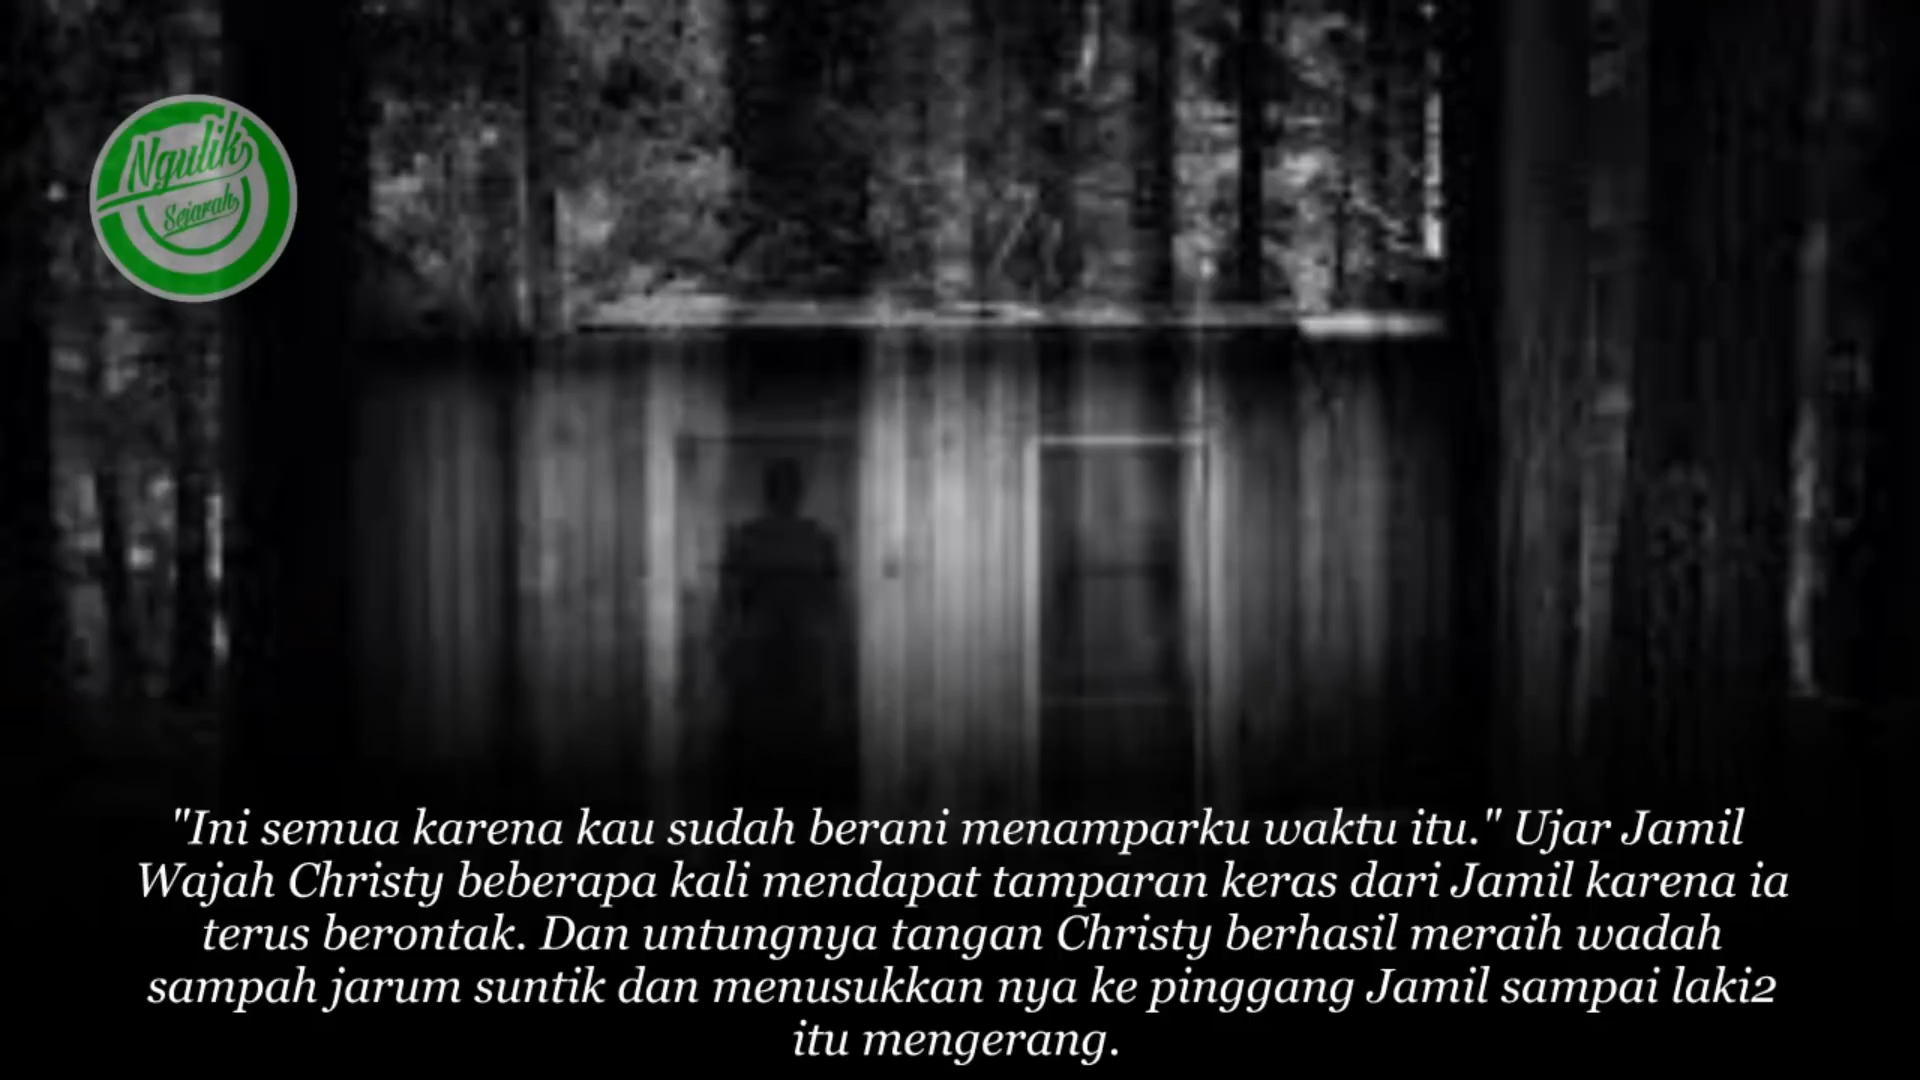 Ngulik
Sejarah
"Ini semua karena kau sudah berani menamparku waktu itu." Ujar Jamil
Wajah Christy beberapa kali mendapat tamparan keras dari Jamil karena ia
terus berontak. Dan untungnya tangan Christy berhasil meraih wadah
sampah jarum suntik dan menusukkan nya ke pinggang Jamil sampai laki2
itu mengerang.